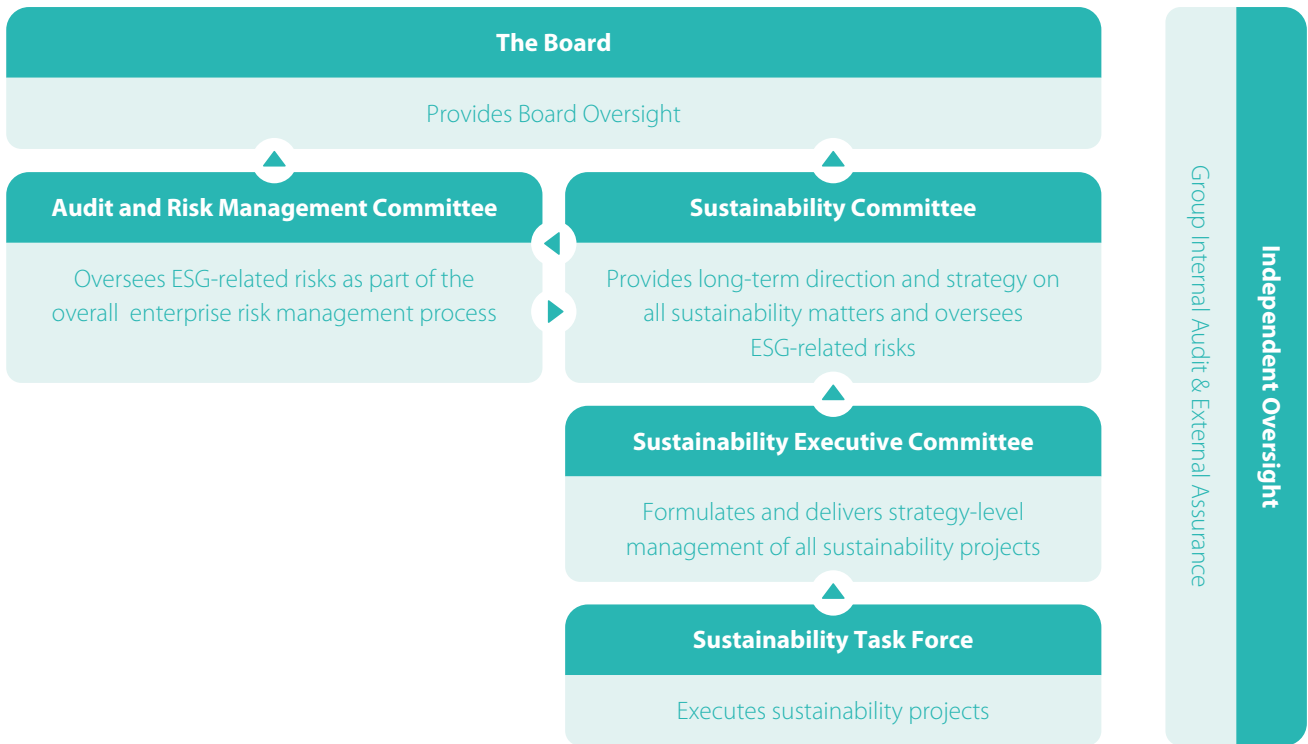 The Board
Provides Board Oversight
Audit and Risk Management Committee
Oversees ESG-related risks as part of the
overall enterprise risk management process
Sustainability Committee
Provides long-term direction and strategy on
all sustainability matters and oversees
ESG-related risks
Sustainability Executive Committee
Formulates and delivers strategy-level
management of all sustainability projects
Sustainability Task Force
Executes sustainability projects
Group Internal Audit & External Assurance
Independent Oversight